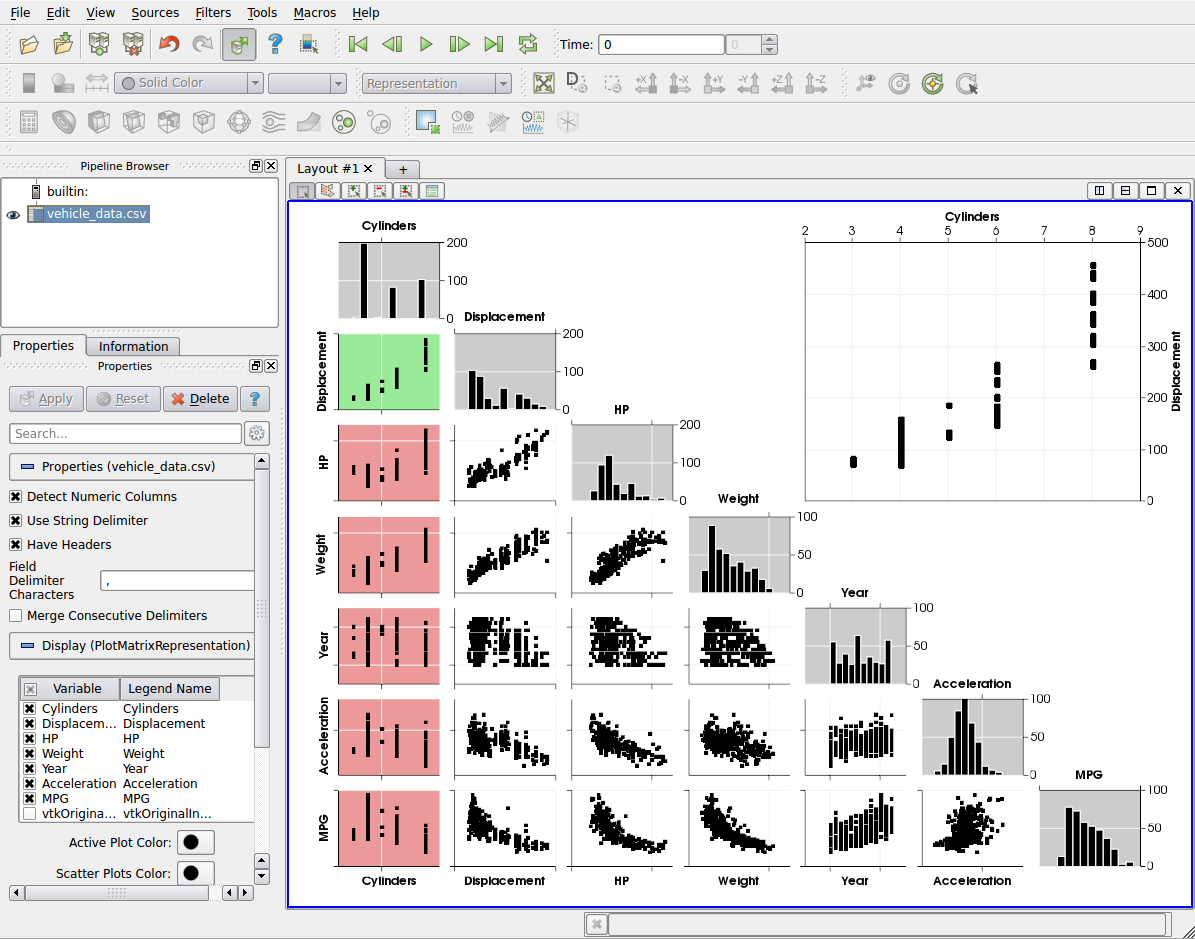 File Edit View Sources Filters Tools Macros Help
Time: 0 0
Solid Color Representation
+X -X +Y -Y +Z -Z
Pipeline Browser
Layout #1 +
builtin:
vehicle_data.csv
Properties Information
Properties
Apply Reset Delete ?
Search...
Properties (vehicle_data.csv)
Detect Numeric Columns
Use String Delimiter
Have Headers
Field
Delimiter
Characters
,
Merge Consecutive Delimiters
Display (PlotMatrixRepresentation)
Variable Legend Name
Cylinders Cylinders
Displacem... Displacement
HP HP
Weight Weight
Year Year
Acceleration Acceleration
MPG MPG
vtkOrigina... vtkOriginalIn...
Active Plot Color:
Scatter Plots Color:
Cylinders
200
100
0
Displacement
Displacement
200
100
0
HP
HP
200
100
0
Weight
Weight
100
50
0
Year
Year
100
50
0
Acceleration
Acceleration
100
50
0
MPG
MPG
100
50
0
Cylinders Displacement HP Weight Year Acceleration
Cylinders
2 3 4 5 6 7 8 9
500
400
300
200
100
0
Displacement